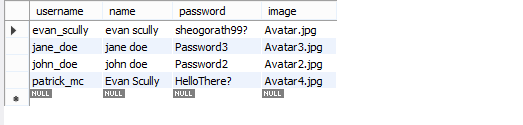 username name password image
evan_scully evan scully sheogorath99? Avatar.jpg
jane_doe jane doe Password3 Avatar3.jpg
john_doe john doe Password2 Avatar2.jpg
patrick_mc Evan Scully HelloThere? Avatar4.jpg
NULL NULL NULL NULL